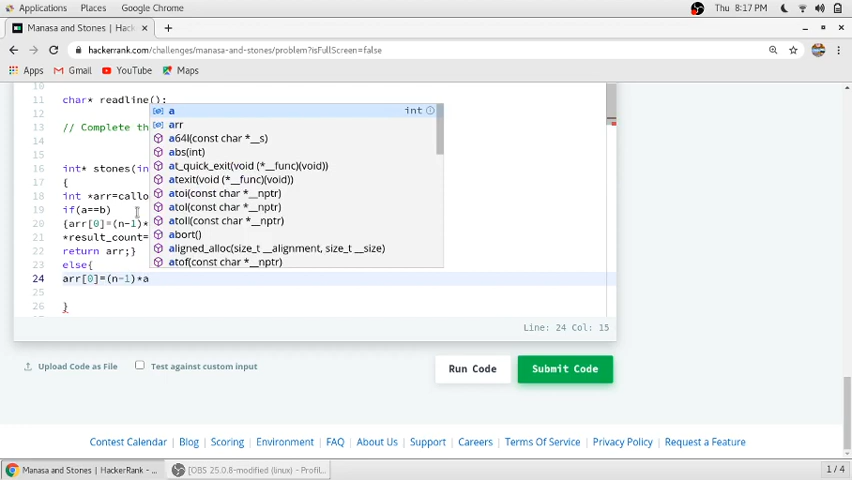 Applications Places Google Chrome Thu 8:17 PM
Manasa and Stones | Hacker
hackerrank.com/challenges/manasa-and-stones/problem?isFullScreen=false
Apps Gmail YouTube Maps
10
11 char* readline();
12
13 // Complete th
14
15
16 int* stones(in
17 {
18 int *arr=callo
19 if(a==b)
20 {arr[0]=(n-1)*
21 *result_count=
22 return arr;}
23 else{
24 arr[0]=(n-1)*a
25
26 }
a int
arr
a64l(const char *__s)
abs(int)
at_quick_exit(void (*__func)(void))
atexit(void (*__func)(void))
atoi(const char *__nptr)
atol(const char *__nptr)
atoll(const char *__nptr)
abort()
aligned_alloc(size_t __alignment, size_t __size)
atof(const char *__nptr)
Line: 24 Col: 15
Upload Code as File Test against custom input Run Code Submit Code
Contest Calendar | Blog | Scoring | Environment | FAQ | About Us | Support | Careers | Terms Of Service | Privacy Policy | Request a Feature
Manasa and Stones | HackerRank - ... [OBS 25.0.8-modified (linux) - Profil... 1 / 4